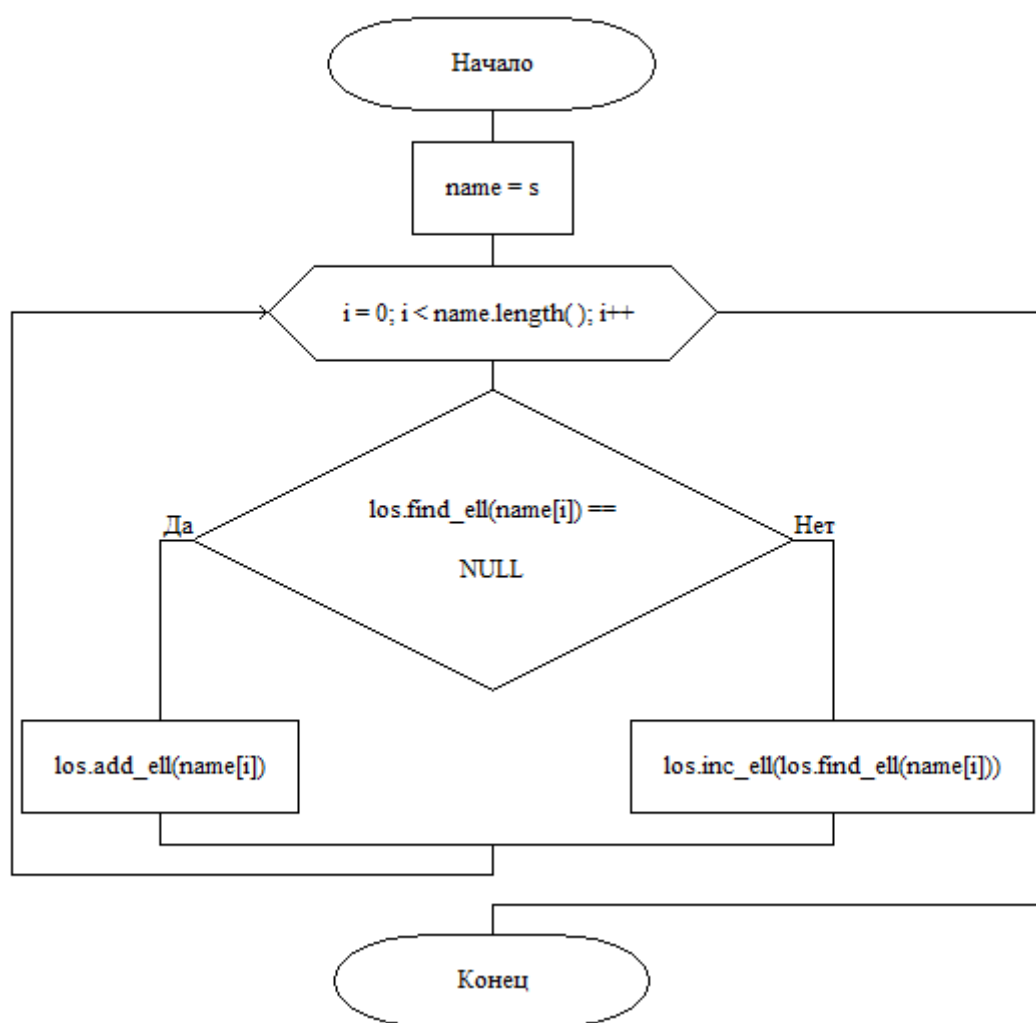 Начало
name = s
i = 0; i < name.length( ); i++
los.find_ell(name[i]) ==
NULL
Да
Нет
los.add_ell(name[i])
los.inc_ell(los.find_ell(name[i]))
Конец